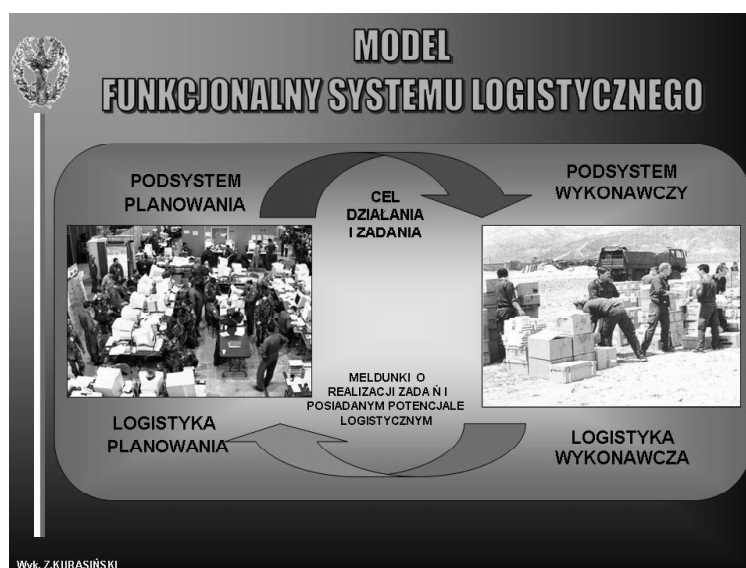 MODEL
FUNKCJONALNY SYSTEMU LOGISTYCZNEGO
PODSYSTEM
PLANOWANIA
CEL
DZIAŁANIA
I ZADANIA
PODSYSTEM
WYKONAWCZY
MELDUNKI O
REALIZACJI ZADA Ń I
POSIADANYM POTENCJALE
LOGISTYCZNYM
LOGISTYKA
PLANOWANIA
LOGISTYKA
WYKONAWCZA
Wyk. Z.KURASIŃSKI